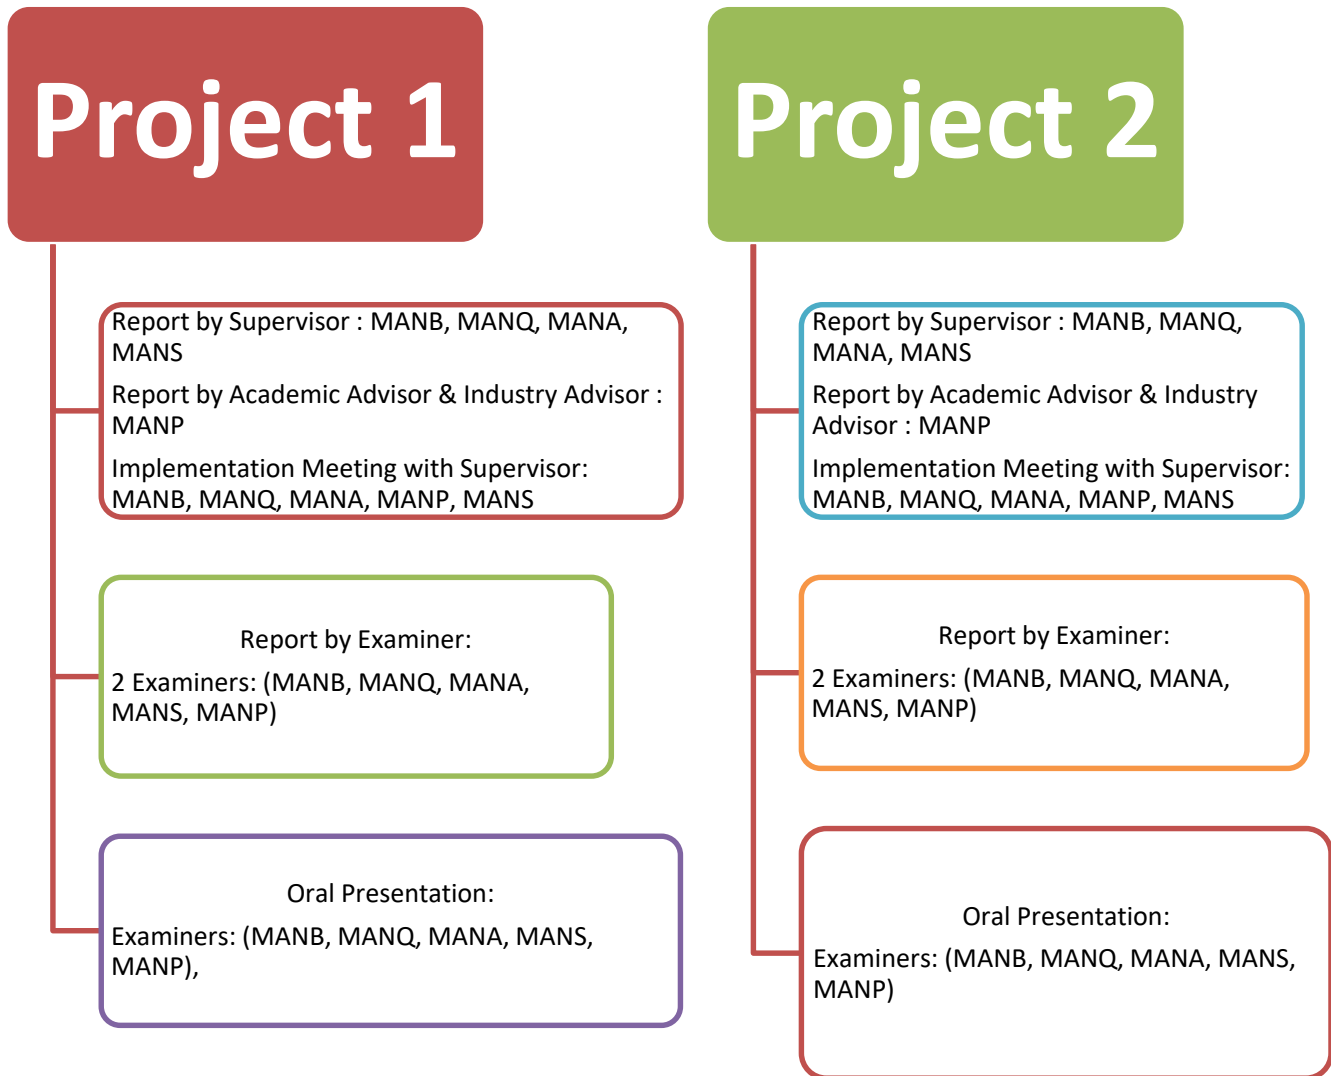 Project 1
Report by Supervisor : MANB, MANQ, MANA,
MANS
Report by Academic Advisor & Industry Advisor :
MANP
Implementation Meeting with Supervisor:
MANB, MANQ, MANA, MANP, MANS
Report by Examiner:
2 Examiners: (MANB, MANQ, MANA,
MANS, MANP)
Oral Presentation:
Examiners: (MANB, MANQ, MANA, MANS,
MANP),
Project 2
Report by Supervisor : MANB, MANQ,
MANA, MANS
Report by Academic Advisor & Industry
Advisor : MANP
Implementation Meeting with Supervisor:
MANB, MANQ, MANA, MANP, MANS
Report by Examiner:
2 Examiners: (MANB, MANQ, MANA,
MANS, MANP)
Oral Presentation:
Examiners: (MANB, MANQ, MANA, MANS,
MANP)